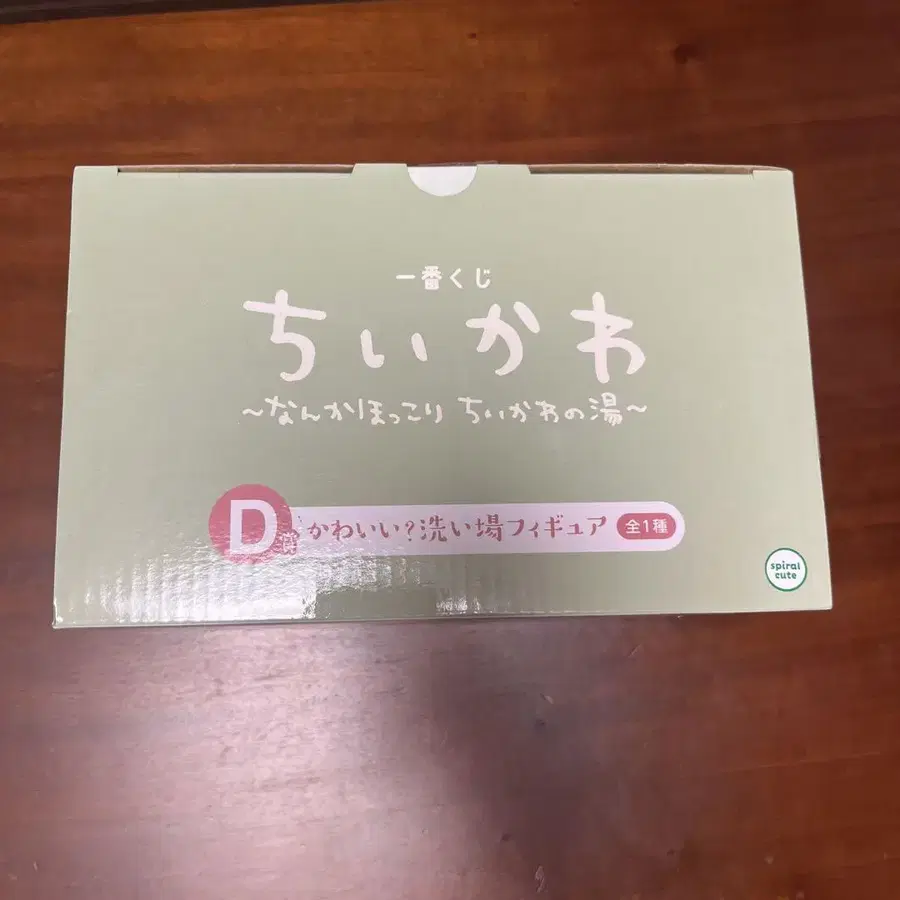 一番くじ
ちいかわ
～なんかほっこり ちいかわの湯～
D賞 かわいい?洗い場フィギュア 全1種
spiral
cute